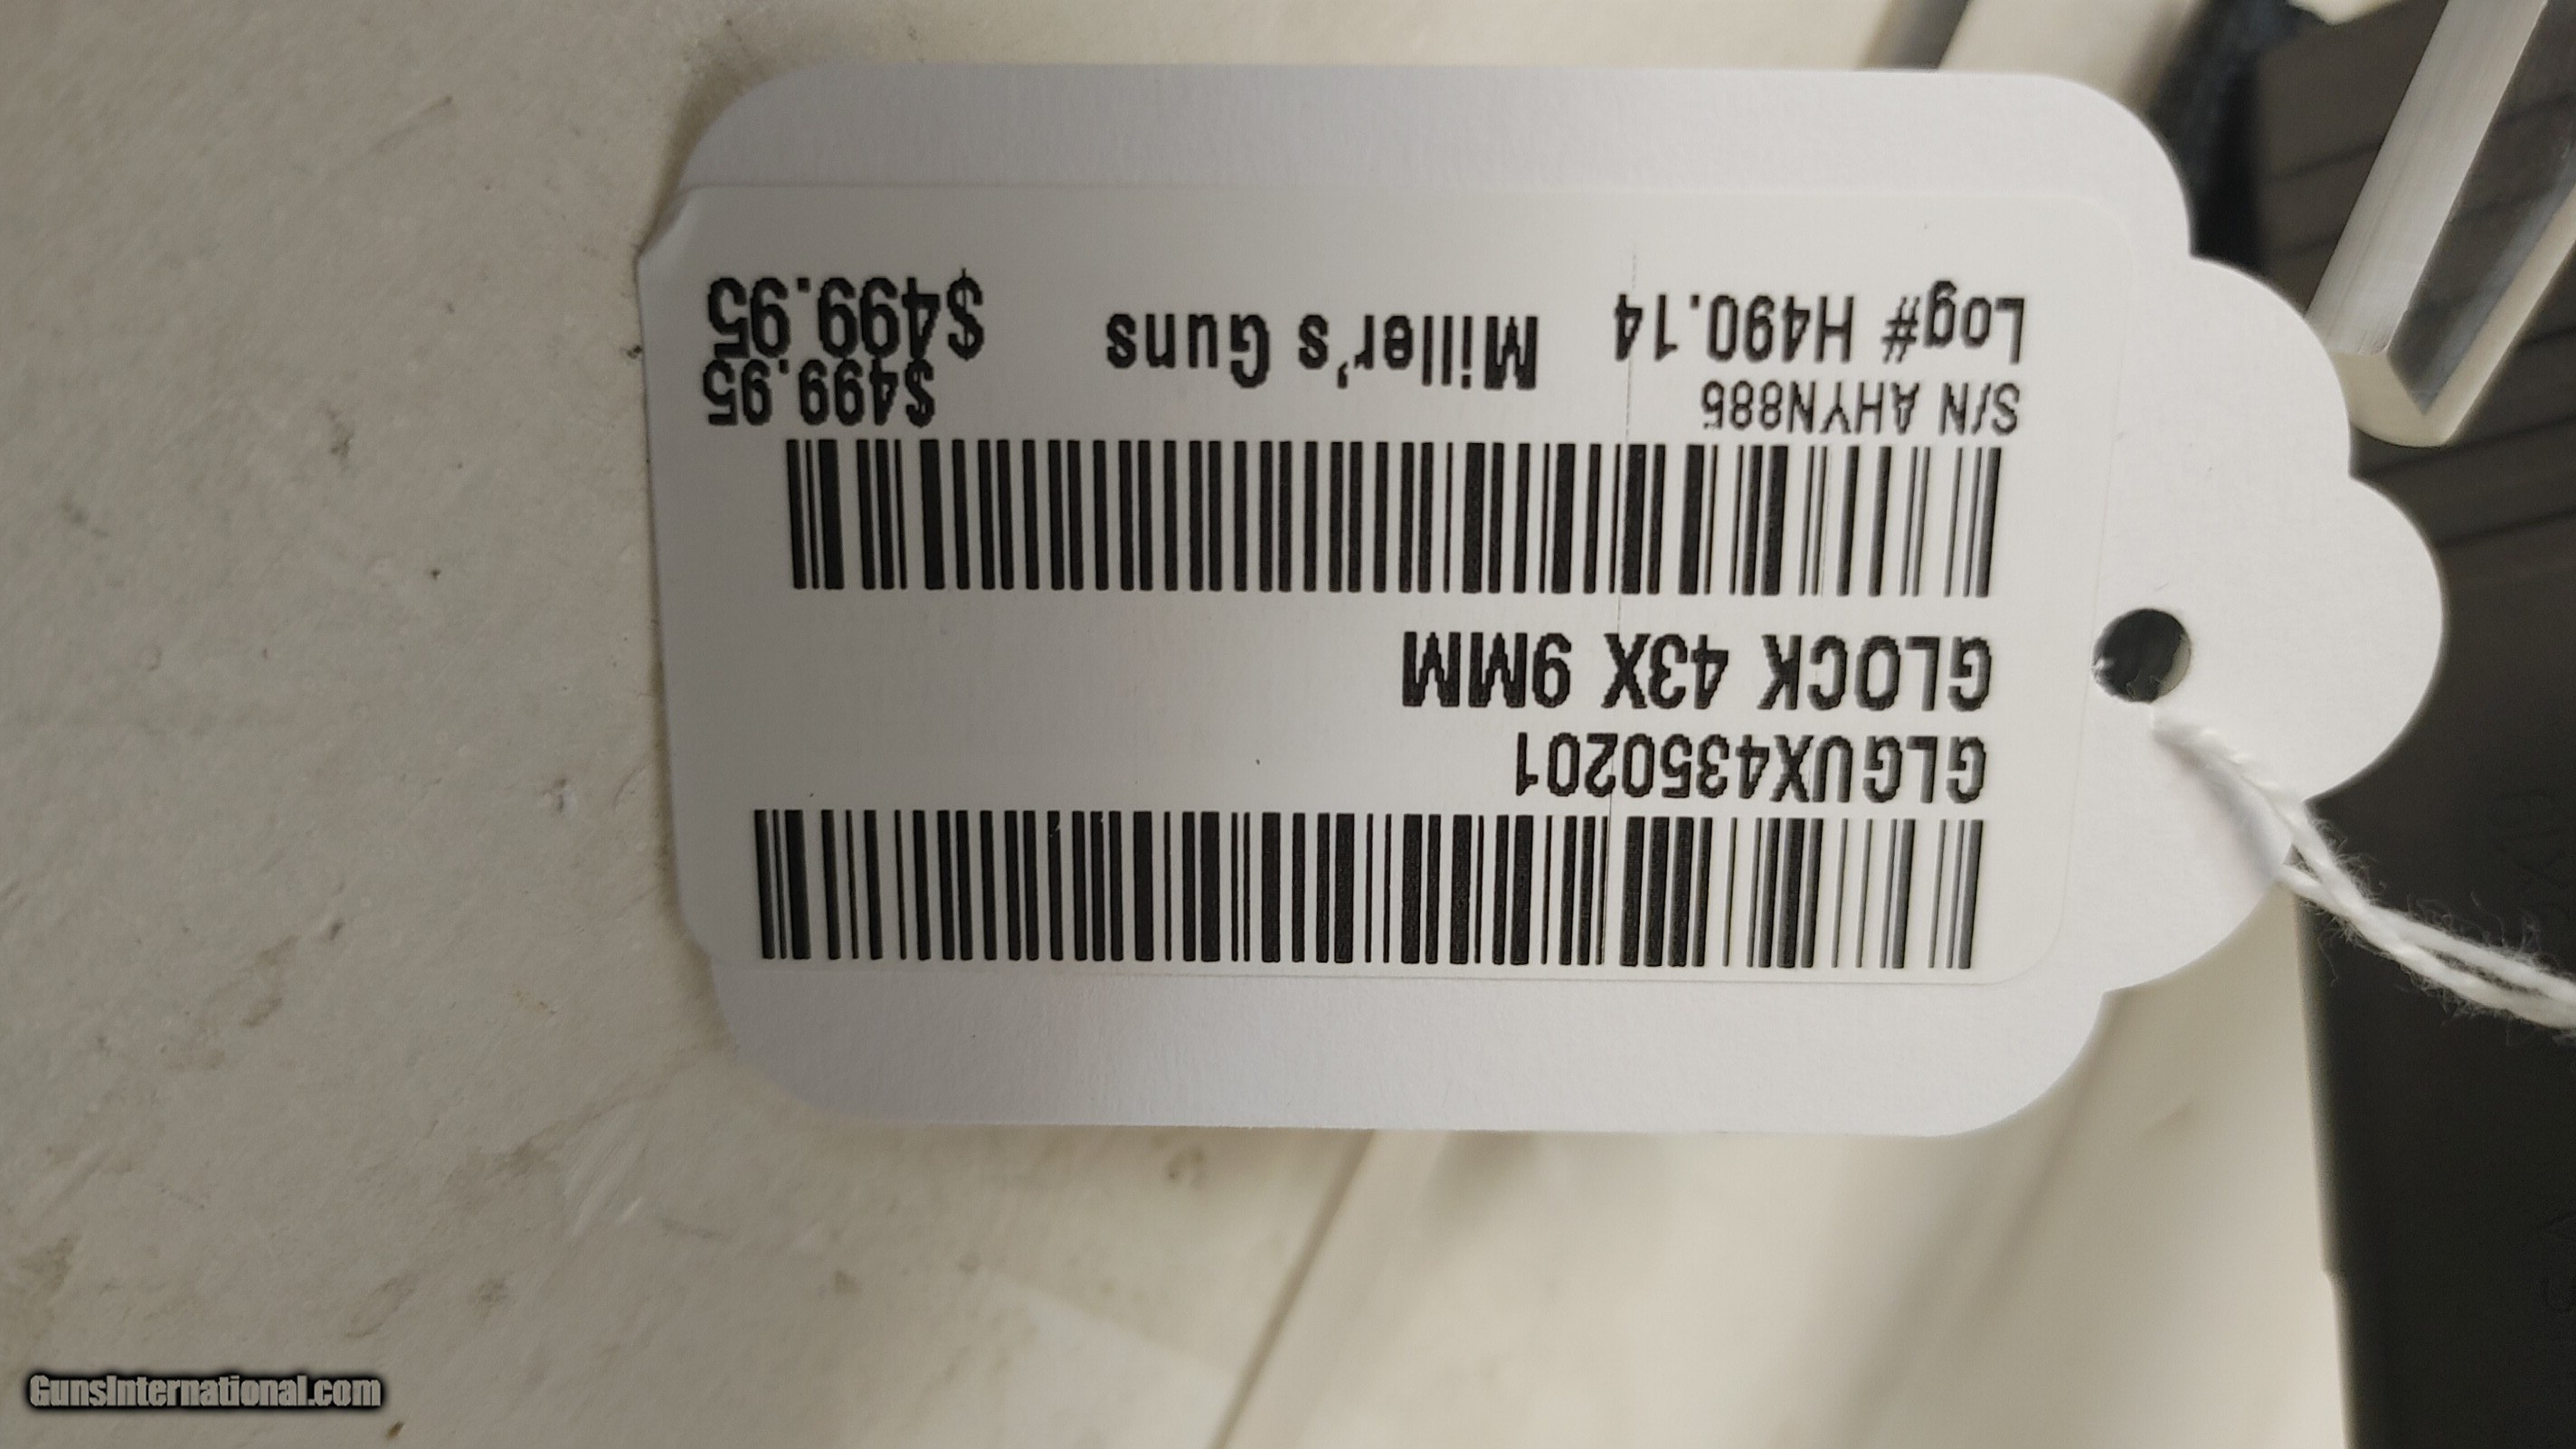 GLGUX4350201
GLOCK 43X 9MM
S/N AHYN885 $499.95
Log# H490.14 Miller's Guns $499.95
GunsInternational.com